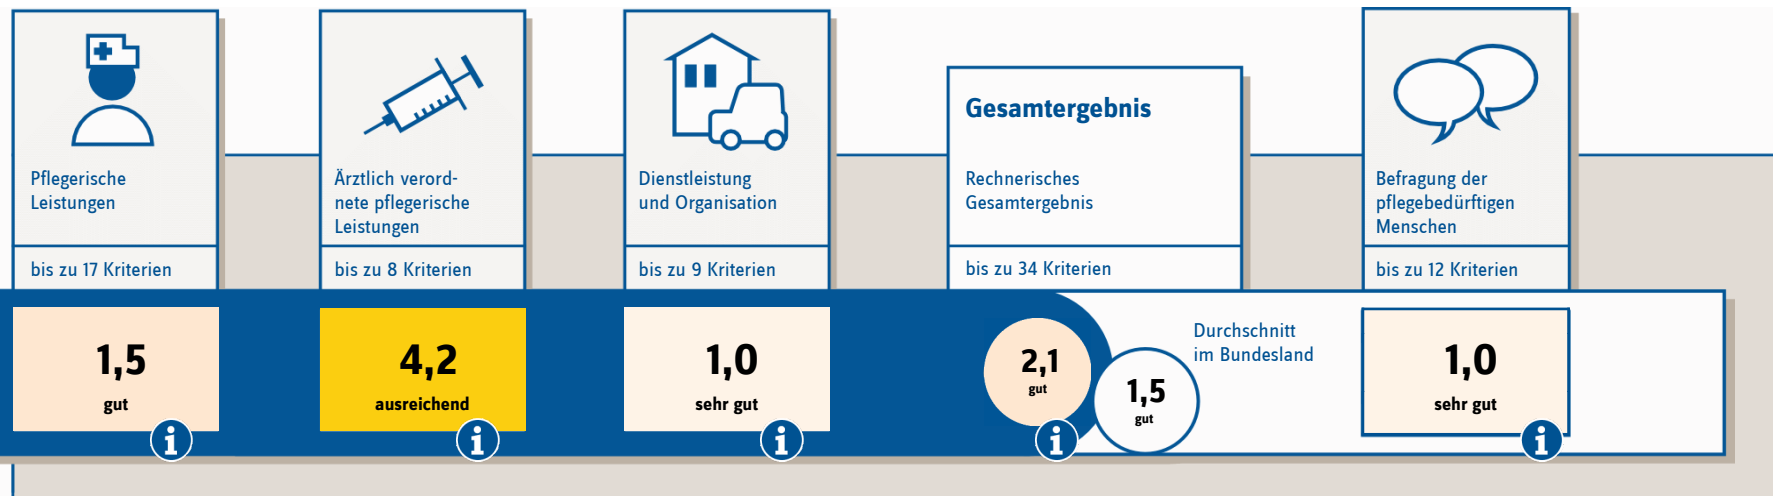 Pflegerische
Leistungen
bis zu 17 Kriterien
1,5
gut
i
Ärztlich verord-
nete pflegerische
Leistungen
bis zu 8 Kriterien
4,2
ausreichend
i
Dienstleistung
und Organisation
bis zu 9 Kriterien
1,0
sehr gut
i
Gesamtergebnis
Rechnerisches
Gesamtergebnis
bis zu 34 Kriterien
2,1
gut
i
1,5
gut
Durchschnitt
im Bundesland
Befragung der
pflegebedürftigen
Menschen
bis zu 12 Kriterien
1,0
sehr gut
i